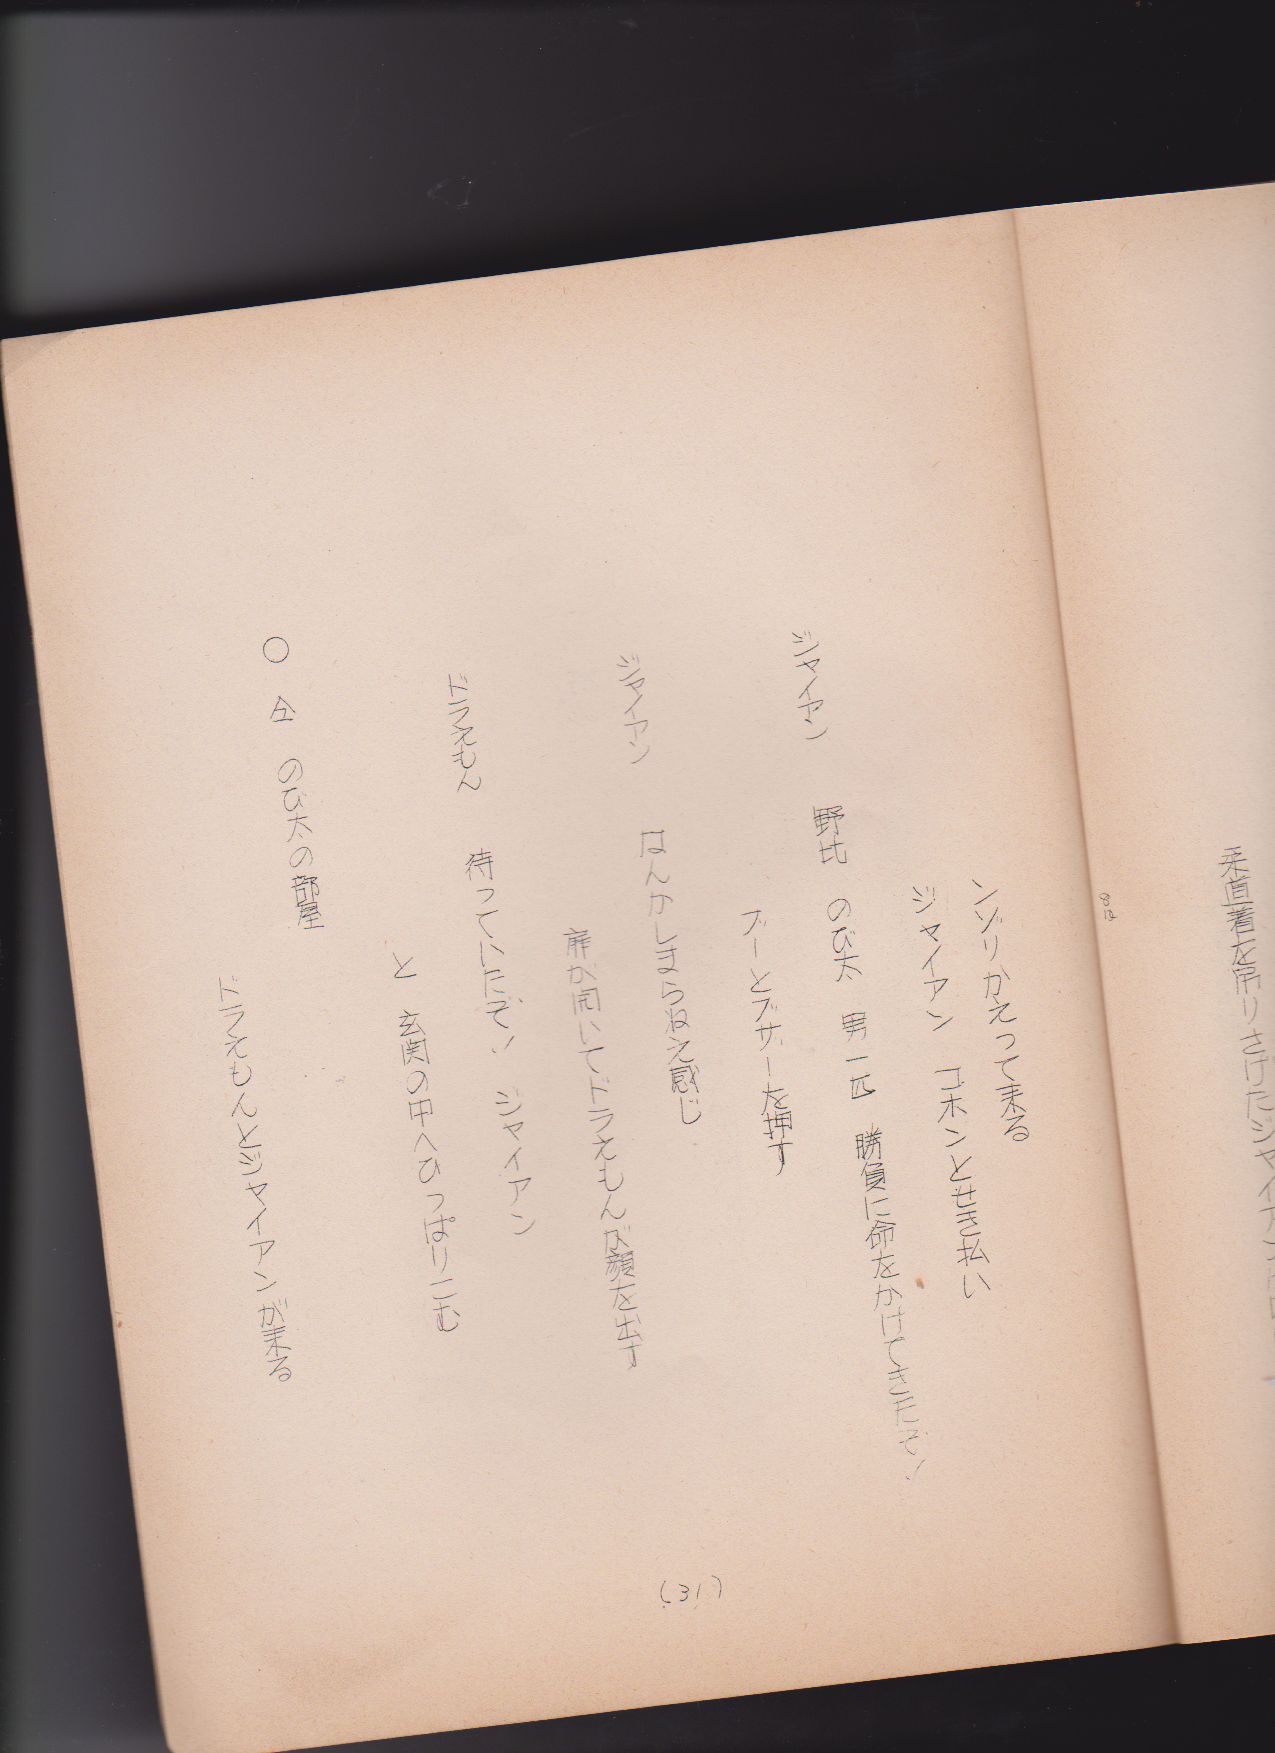 柔道着を吊りさげたジャイアン
ンゾリかえって来る
ジャイアン　コホンとせき払い
ジャイアン　野比　のび太　男一匹　勝負に命をかけてきたぞ!
ブーとブザーを押す
ジャイアン　なんかしまらねえ感じ
扉が開いてドラえもんが顔を出す
ドラえもん　待っていたぞ!　ジャイアン
と　玄関の中へひっぱりこむ
○　仝　のび太の部屋
ドラえもんとジャイアンが来る
(31)